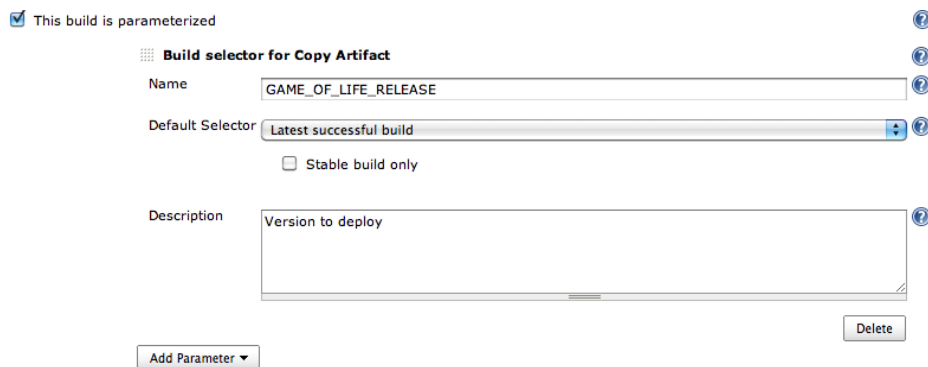 This build is parameterized
Build selector for Copy Artifact
Name GAME_OF_LIFE_RELEASE
Default Selector Latest successful build
Stable build only
Description Version to deploy
Delete
Add Parameter